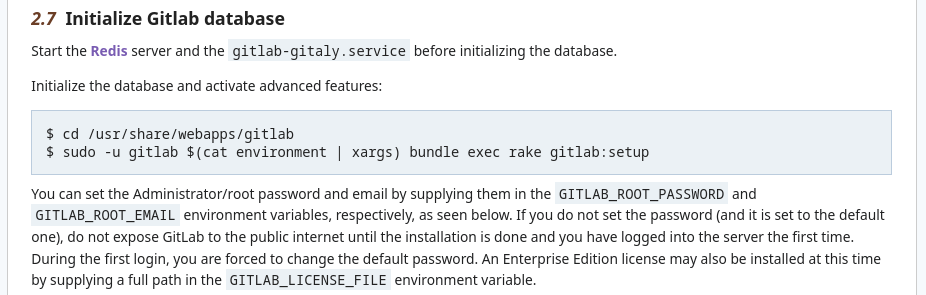 2.7 Initialize Gitlab database
Start the Redis server and the gitlab-gitaly.service before initializing the database.
Initialize the database and activate advanced features:
$ cd /usr/share/webapps/gitlab
$ sudo -u gitlab $(cat environment | xargs) bundle exec rake gitlab:setup
You can set the Administrator/root password and email by supplying them in the GITLAB_ROOT_PASSWORD and
GITLAB_ROOT_EMAIL environment variables, respectively, as seen below. If you do not set the password (and it is set to the default
one), do not expose GitLab to the public internet until the installation is done and you have logged into the server the first time.
During the first login, you are forced to change the default password. An Enterprise Edition license may also be installed at this time
by supplying a full path in the GITLAB_LICENSE_FILE environment variable.